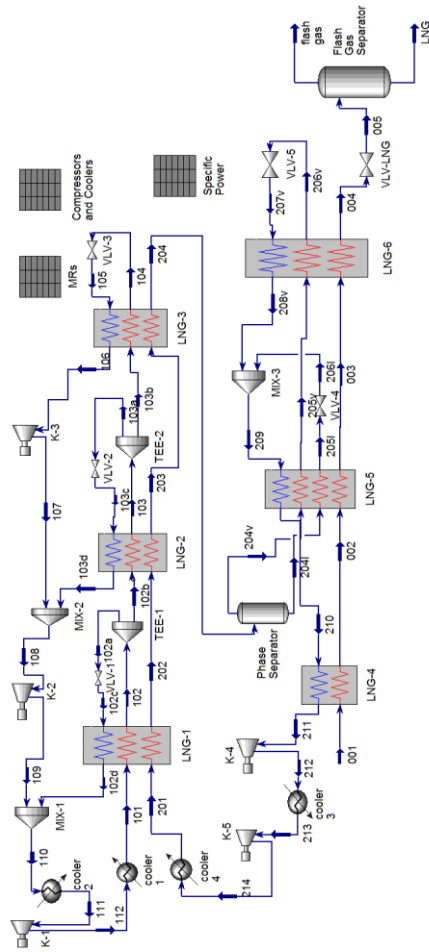 K-1
111
112
cooler
2
110
MIX-1
109
K-2
108
MIX-2
107
K-3
106
105
VLV-3
104
Compressors
and Coolers
MRs
Specific
Power
103d
VLV-2
103c
103a
103b
102d
102c
VLV-1
102a
102b
101
102
103
TEE-1
TEE-2
cooler
1
201
202
203
204
LNG-1
LNG-2
LNG-3
cooler
4
214
K-5
213
cooler
3
212
K-4
211
210
Phase Separator
204v
204l
209
MIX-3
208v
207v
VLV-5
206v
205v
VLV-4
205l
206l
001
002
003
004
LNG-4
LNG-5
LNG-6
VLV-LNG
005
flash
gas
Flash
Gas
Separator
LNG